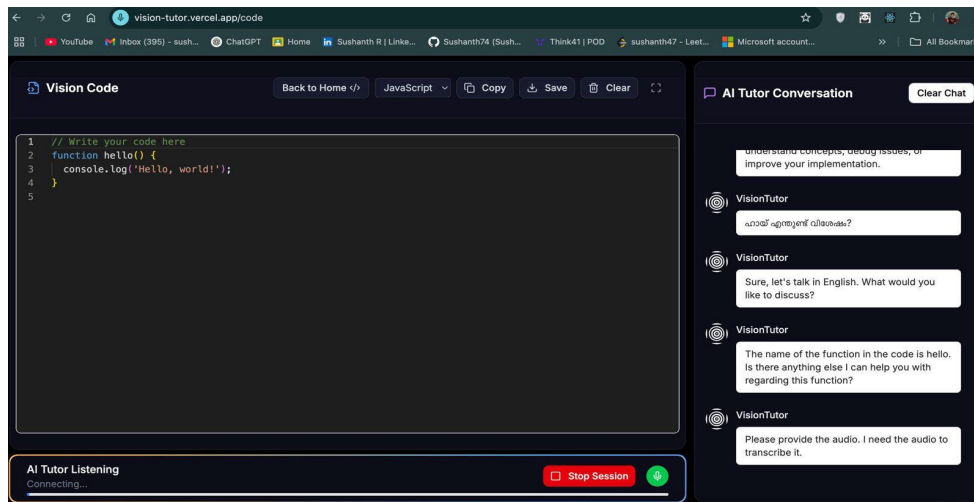 vision-tutor.vercel.app/code
YouTube
Inbox (395) - sush...
ChatGPT
Home
Sushanth R | Linke...
Sushanth74 (Sush...
Think41 | POD
sushanth47 - Leet...
Microsoft account...
»
All Bookmar
Vision Code
Back to Home </>
JavaScript
Copy
Save
Clear
1 // Write your code here
2 function hello() {
3 console.log('Hello, world!');
4 }
5
AI Tutor Listening
Connecting...
Stop Session
AI Tutor Conversation
Clear Chat
understand concepts, debug issues, or
improve your implementation.
VisionTutor
ഹായ് എന്തുണ്ട് വിശേഷം?
VisionTutor
Sure, let's talk in English. What would you
like to discuss?
VisionTutor
The name of the function in the code is hello.
Is there anything else I can help you with
regarding this function?
VisionTutor
Please provide the audio. I need the audio to
transcribe it.